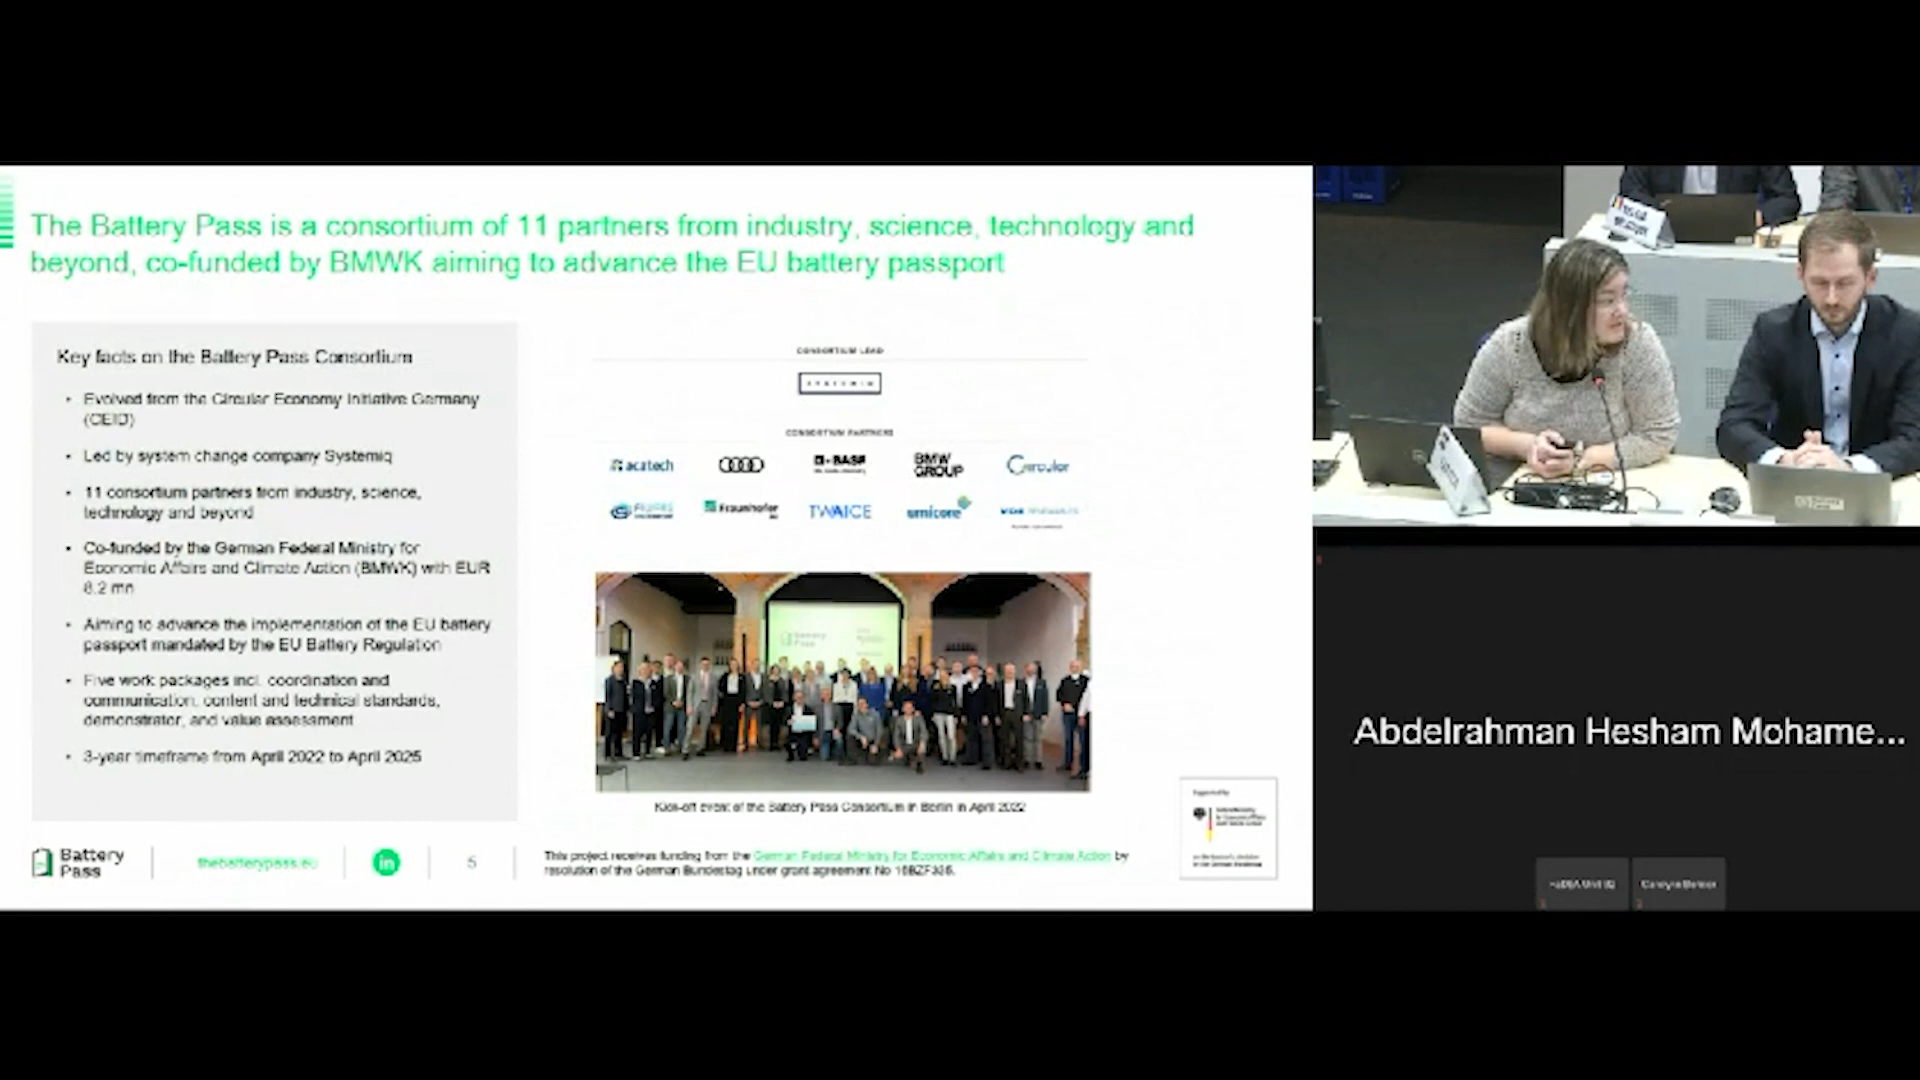 The Battery Pass is a consortium of 11 partners from industry, science, technology and
beyond, co-funded by BMWK aiming to advance the EU battery passport
Key facts on the Battery Pass Consortium
• Evolved from the Circular Economy Initiative Germany
(CEID)
• Led by system change company Systemiq
• 11 consortium partners from industry, science,
technology and beyond
• Co-funded by the German Federal Ministry for
Economic Affairs and Climate Action (BMWK) with EUR
8.2 mn
• Aiming to advance the implementation of the EU battery
passport mandated by the EU Battery Regulation
• Five work packages incl. coordination and
communication, content and technical standards,
demonstrator, and value assessment
• 3-year timeframe from April 2022 to April 2025
CONSORTIUM LEAD
SYSTEMIQ
CONSORTIUM PARTNERS
acatech
BASF
BMW
GROUP
Circulor
Fraunhofer
TWAICE
umicore
Battery
Pass
Kick-off event of the Battery Pass Consortium in Berlin in April 2022
Supported by
Battery
Pass
thebatterypass.eu
in
5
This project receives funding from the German Federal Ministry for Economic Affairs and Climate Action by
resolution of the German Bundestag under grant agreement No
Abdelrahman Hesham Mohame...